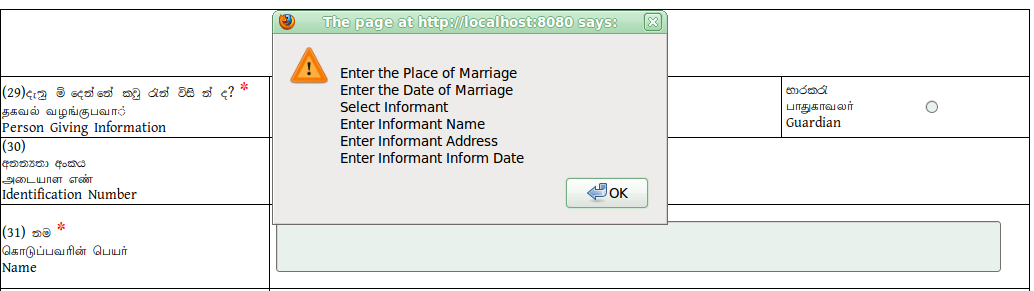 The page at http://localhost:8080 says:
Enter the Place of Marriage
Enter the Date of Marriage
Select Informant
Enter Informant Name
Enter Informant Address
Enter Informant Inform Date
OK
(29)දැනුම් දෙන්නේ කවුරුන් විසින් ද? *
தகவல் வழங்குபவர்
Person Giving Information
භාරකරු
பாதுகாவலர்
Guardian
(30)
අනන්‍යතා අංකය
அடையாள எண்
Identification Number
(31) නම *
கொடுப்பவரின் பெயர்
Name